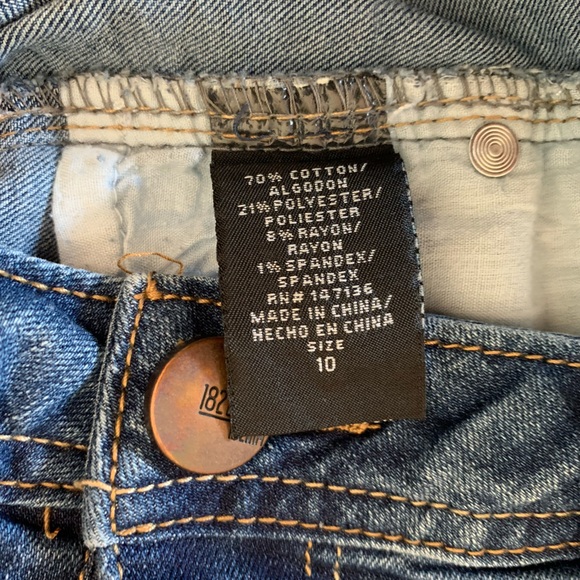 70% COTTON/
ALGODON
21% POLYESTER/
POLIESTER
8% RAYON/
RAYON
1% SPANDEX/
SPANDEX
RN# 147136
MADE IN CHINA/
HECHO EN CHINA
SIZE
10